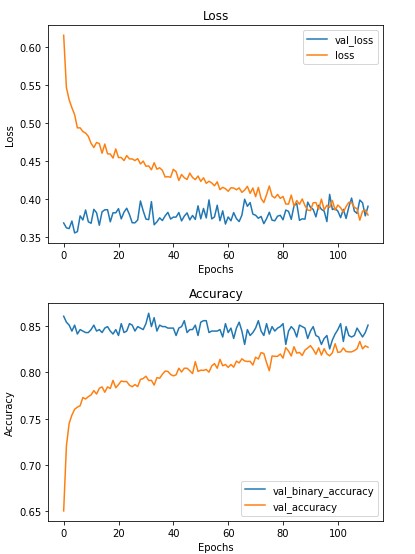 Loss
0.60
0.55
0.50
0.45
0.40
0.35
Loss
val_loss
loss
0 20 40 60 80 100
Epochs
Accuracy
0.85
0.80
0.75
0.70
0.65
Accuracy
val_binary_accuracy
val_accuracy
0 20 40 60 80 100
Epochs